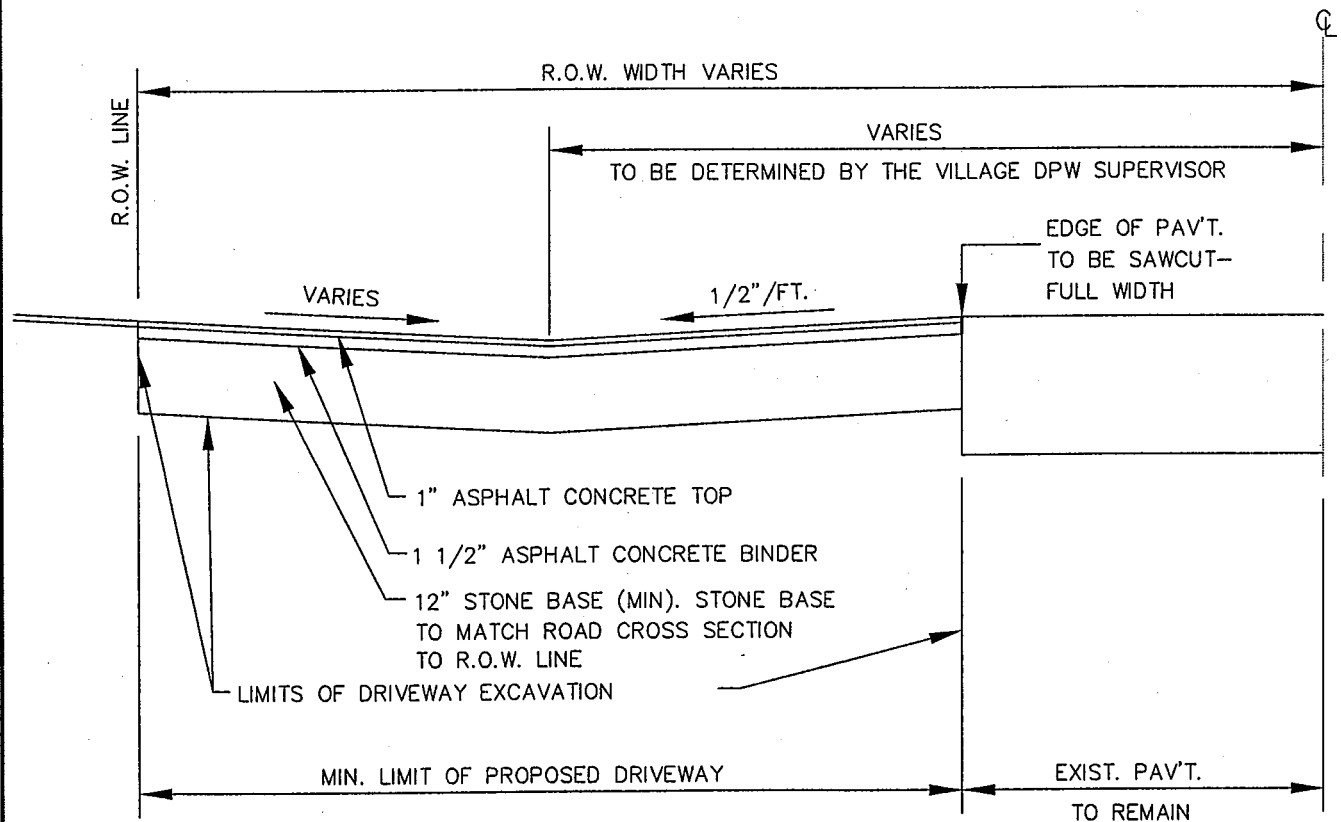 ℄
R.O.W. WIDTH VARIES
R.O.W. LINE
VARIES
TO BE DETERMINED BY THE VILLAGE DPW SUPERVISOR
EDGE OF PAV'T.
TO BE SAWCUT-
FULL WIDTH
VARIES
1/2"/FT.
1" ASPHALT CONCRETE TOP
1 1/2" ASPHALT CONCRETE BINDER
12" STONE BASE (MIN). STONE BASE
TO MATCH ROAD CROSS SECTION
TO R.O.W. LINE
LIMITS OF DRIVEWAY EXCAVATION
MIN. LIMIT OF PROPOSED DRIVEWAY
EXIST. PAV'T.
TO REMAIN